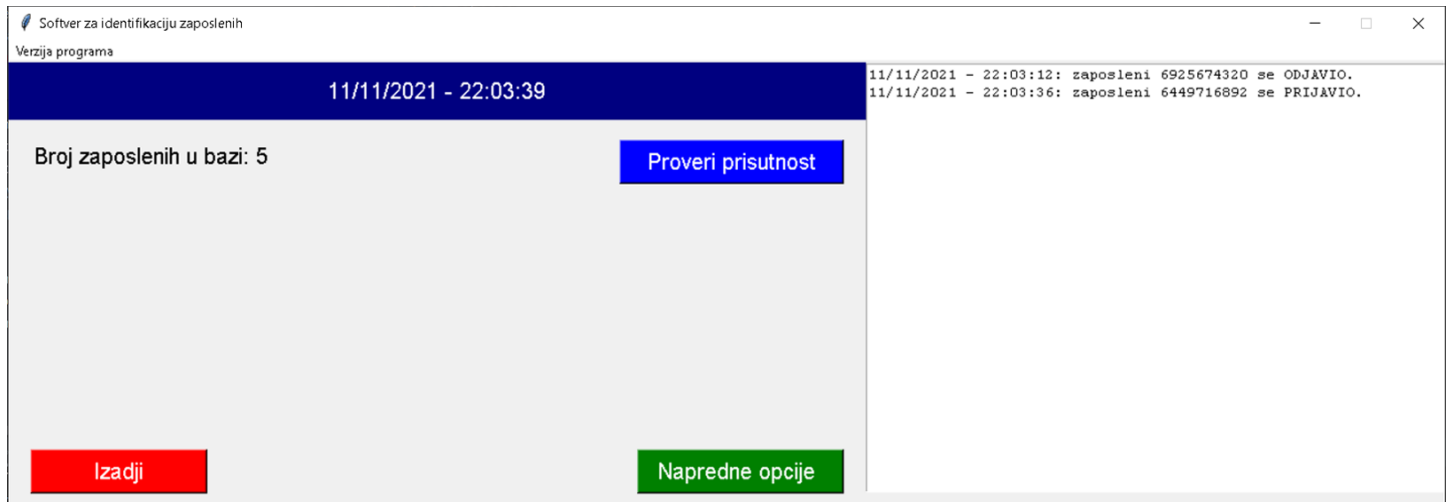 Softver za identifikaciju zaposlenih
Verzija programa
11/11/2021 - 22:03:39
Broj zaposlenih u bazi: 5
Proveri prisutnost
Izadji
Napredne opcije
11/11/2021 - 22:03:12: zaposleni 6925674320 se ODJAVIO.
11/11/2021 - 22:03:36: zaposleni 6449716892 se PRIJAVIO.